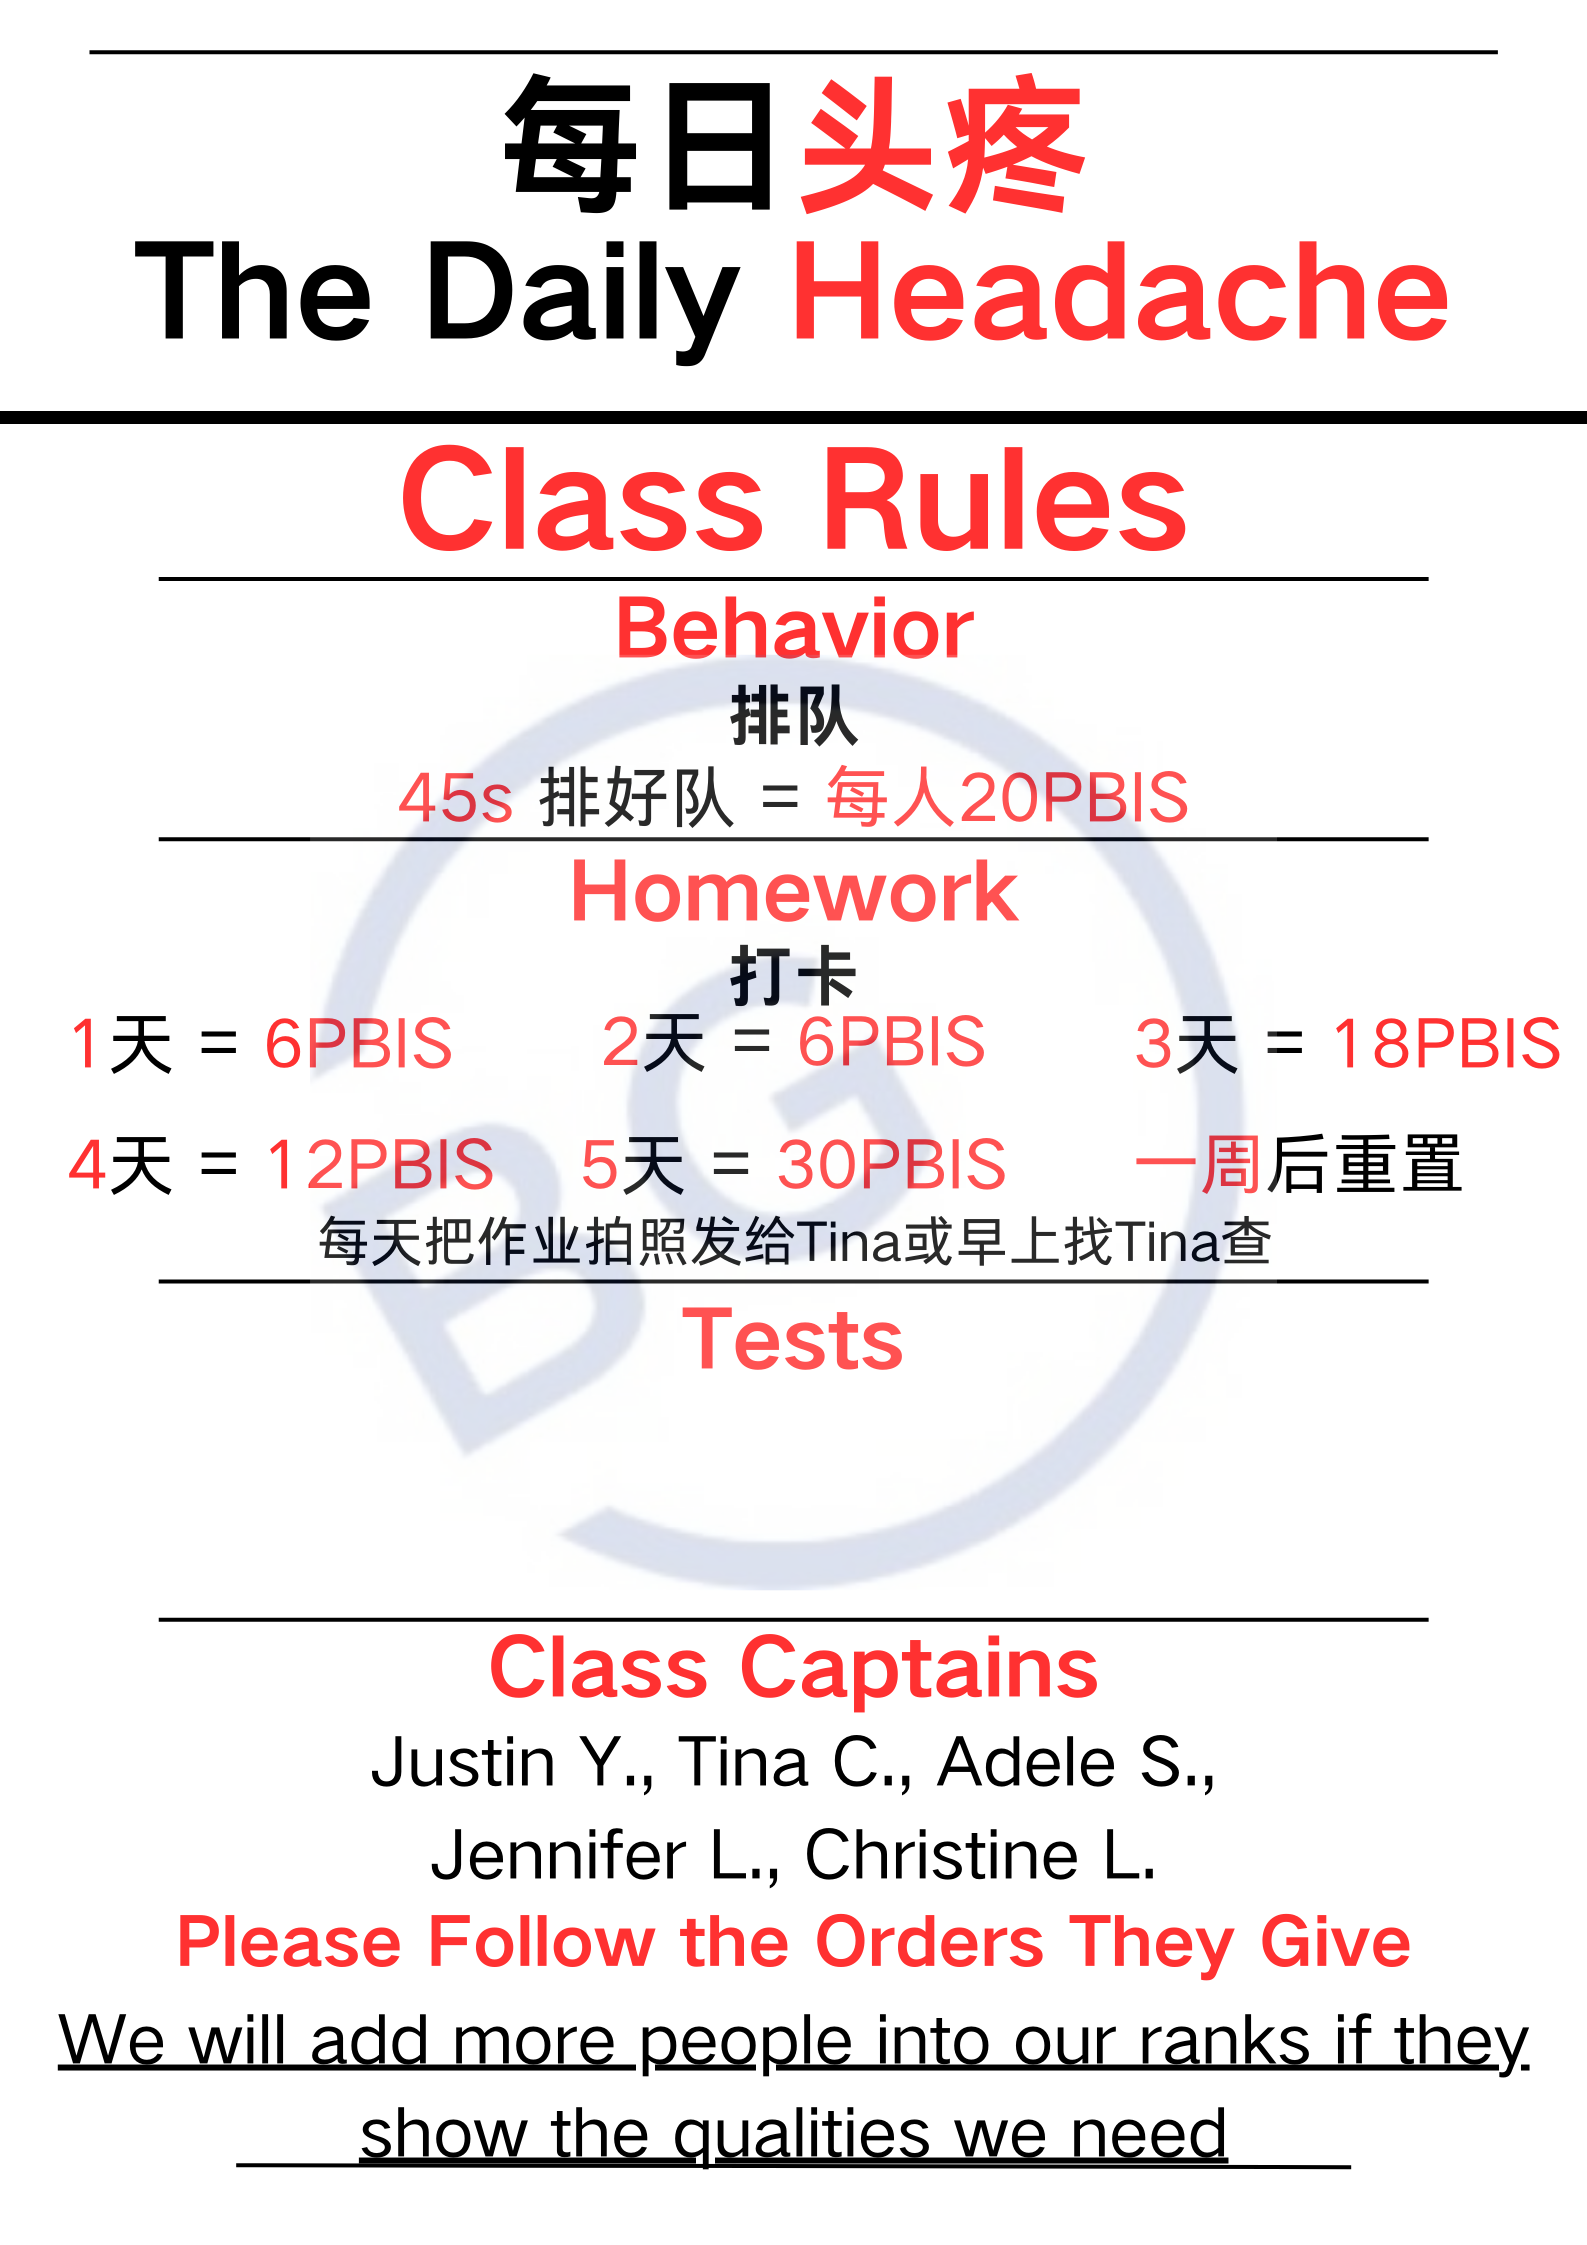 每日头疼
The Daily Headache
Class Rules
Behavior
排队
45s 排好队 = 每人20PBIS
Homework
打卡
1天 = 6PBIS 2天 = 6PBIS 3天 = 18PBIS
4天 = 12PBIS 5天 = 30PBIS 一周后重置
每天把作业拍照发给Tina或早上找Tina查
Tests
BG
Class Captains
Justin Y., Tina C., Adele S.,
Jennifer L., Christine L.
Please Follow the Orders They Give
We will add more people into our ranks if they
show the qualities we need